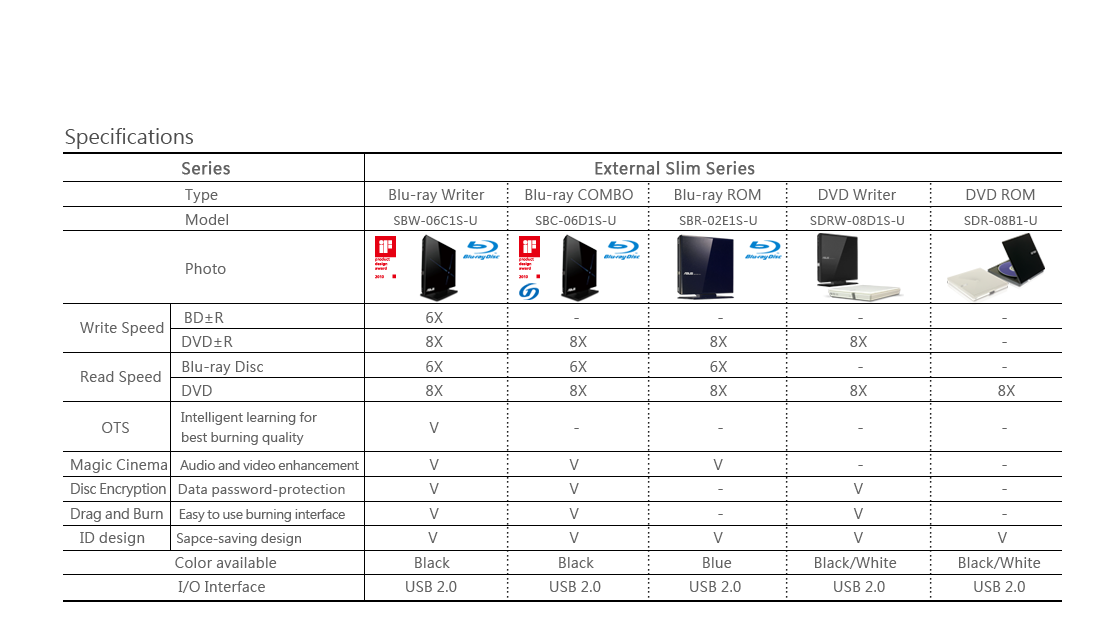 Specifications
Series External Slim Series
Type Blu-ray Writer Blu-ray COMBO Blu-ray ROM DVD Writer DVD ROM
Model SBW-06C1S-U SBC-06D1S-U SBR-02E1S-U SDRW-08D1S-U SDR-08B1-U
Photo
iF
product
design
award
2010
Blu-ray Disc
iF
product
design
award
2010
Blu-ray Disc
Blu-ray Disc
Write Speed
BD±R 6X - - - -
DVD±R 8X 8X 8X 8X -
Read Speed
Blu-ray Disc 6X 6X 6X - -
DVD 8X 8X 8X 8X 8X
OTS
Intelligent learning for
best burning quality
V - - - -
Magic Cinema Audio and video enhancement V V V - -
Disc Encryption Data password-protection V V - V -
Drag and Burn Easy to use burning interface V V - V -
ID design Sapce-saving design V V V V V
Color available Black Black Blue Black/White Black/White
I/O Interface USB 2.0 USB 2.0 USB 2.0 USB 2.0 USB 2.0